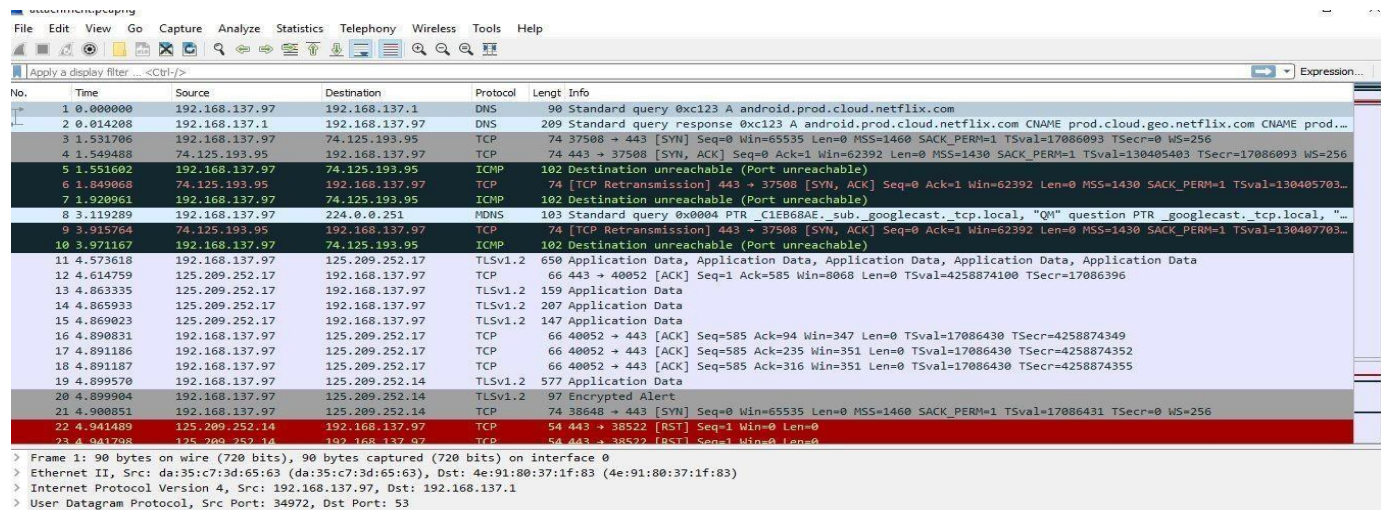 attachment.pcapng
File Edit View Go Capture Analyze Statistics Telephony Wireless Tools Help
Apply a display filter ... <Ctrl-/> Expression...
No. Time Source Destination Protocol Lengt Info
1 0.000000 192.168.137.97 192.168.137.1 DNS 90 Standard query 0xc123 A android.prod.cloud.netflix.com
2 0.014208 192.168.137.1 192.168.137.97 DNS 209 Standard query response 0xc123 A android.prod.cloud.netflix.com CNAME prod.cloud.geo.netflix.com CNAME prod....
3 1.531706 192.168.137.97 74.125.193.95 TCP 74 37508 → 443 [SYN] Seq=0 Win=65535 Len=0 MSS=1460 SACK_PERM=1 TSval=17086093 TSecr=0 WS=256
4 1.549488 74.125.193.95 192.168.137.97 TCP 74 443 → 37508 [SYN, ACK] Seq=0 Ack=1 Win=62392 Len=0 MSS=1430 SACK_PERM=1 TSval=130405403 TSecr=17086093 WS=256
5 1.551602 192.168.137.97 74.125.193.95 ICMP 102 Destination unreachable (Port unreachable)
6 1.849068 74.125.193.95 192.168.137.97 TCP 74 [TCP Retransmission] 443 → 37508 [SYN, ACK] Seq=0 Ack=1 Win=62392 Len=0 MSS=1430 SACK_PERM=1 TSval=130405703...
7 1.920961 192.168.137.97 74.125.193.95 ICMP 102 Destination unreachable (Port unreachable)
8 3.119289 192.168.137.97 224.0.0.251 MDNS 103 Standard query 0x0004 PTR _C1EB68AE._sub._googlecast._tcp.local, "QM" question PTR _googlecast._tcp.local, "...
9 3.915764 74.125.193.95 192.168.137.97 TCP 74 [TCP Retransmission] 443 → 37508 [SYN, ACK] Seq=0 Ack=1 Win=62392 Len=0 MSS=1430 SACK_PERM=1 TSval=130407703...
10 3.971167 192.168.137.97 74.125.193.95 ICMP 102 Destination unreachable (Port unreachable)
11 4.573618 192.168.137.97 125.209.252.17 TLSv1.2 650 Application Data, Application Data, Application Data, Application Data, Application Data
12 4.614759 125.209.252.17 192.168.137.97 TCP 66 443 → 40052 [ACK] Seq=1 Ack=585 Win=8068 Len=0 TSval=4258874100 TSecr=17086396
13 4.863335 125.209.252.17 192.168.137.97 TLSv1.2 159 Application Data
14 4.865933 125.209.252.17 192.168.137.97 TLSv1.2 207 Application Data
15 4.869023 125.209.252.17 192.168.137.97 TLSv1.2 147 Application Data
16 4.890831 192.168.137.97 125.209.252.17 TCP 66 40052 → 443 [ACK] Seq=585 Ack=94 Win=347 Len=0 TSval=17086430 TSecr=4258874349
17 4.891186 192.168.137.97 125.209.252.17 TCP 66 40052 → 443 [ACK] Seq=585 Ack=235 Win=351 Len=0 TSval=17086430 TSecr=4258874352
18 4.891187 192.168.137.97 125.209.252.17 TCP 66 40052 → 443 [ACK] Seq=585 Ack=316 Win=351 Len=0 TSval=17086430 TSecr=4258874355
19 4.899570 192.168.137.97 125.209.252.14 TLSv1.2 577 Application Data
20 4.899904 192.168.137.97 125.209.252.14 TLSv1.2 97 Encrypted Alert
21 4.900851 192.168.137.97 125.209.252.14 TCP 74 38648 → 443 [SYN] Seq=0 Win=65535 Len=0 MSS=1460 SACK_PERM=1 TSval=17086431 TSecr=0 WS=256
22 4.941489 125.209.252.14 192.168.137.97 TCP 54 443 → 38522 [RST] Seq=1 Win=0 Len=0
23 4.941798 125.209.252.14 192.168.137.97 TCP 54 443 → 38522 [RST] Seq=1 Win=0 Len=0
> Frame 1: 90 bytes on wire (720 bits), 90 bytes captured (720 bits) on interface 0
> Ethernet II, Src: da:35:c7:3d:65:63 (da:35:c7:3d:65:63), Dst: 4e:91:80:37:1f:83 (4e:91:80:37:1f:83)
> Internet Protocol Version 4, Src: 192.168.137.97, Dst: 192.168.137.1
> User Datagram Protocol, Src Port: 34972, Dst Port: 53